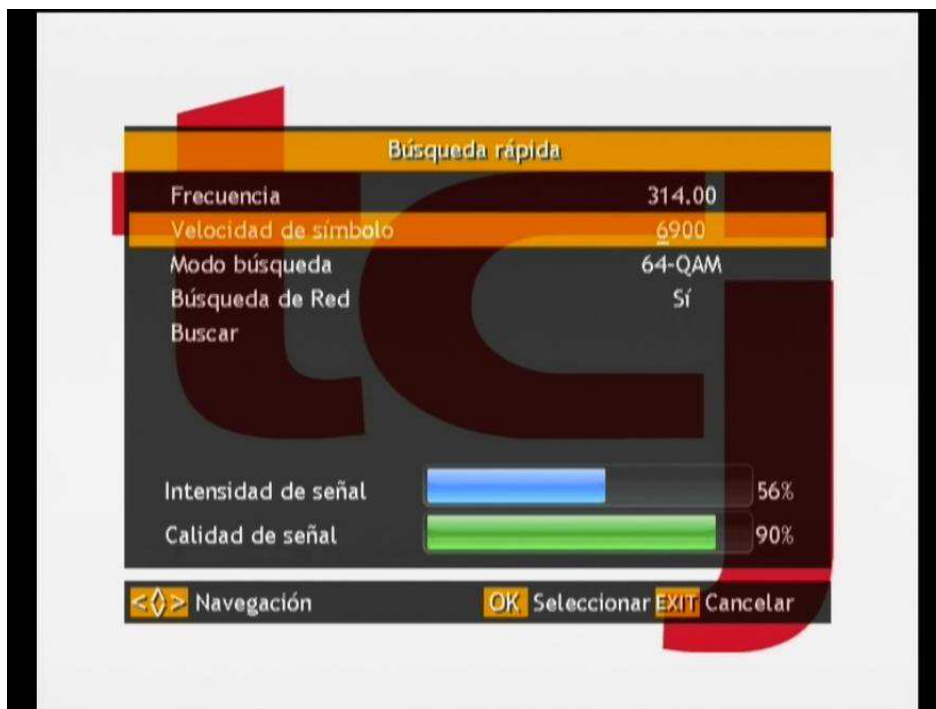 Búsqueda rápida
Frecuencia 314.00
Velocidad de símbolo 6900
Modo búsqueda 64-QAM
Búsqueda de Red Sí
Buscar
Intensidad de señal 56%
Calidad de señal 90%
<◊> Navegación OK Seleccionar EXIT Cancelar